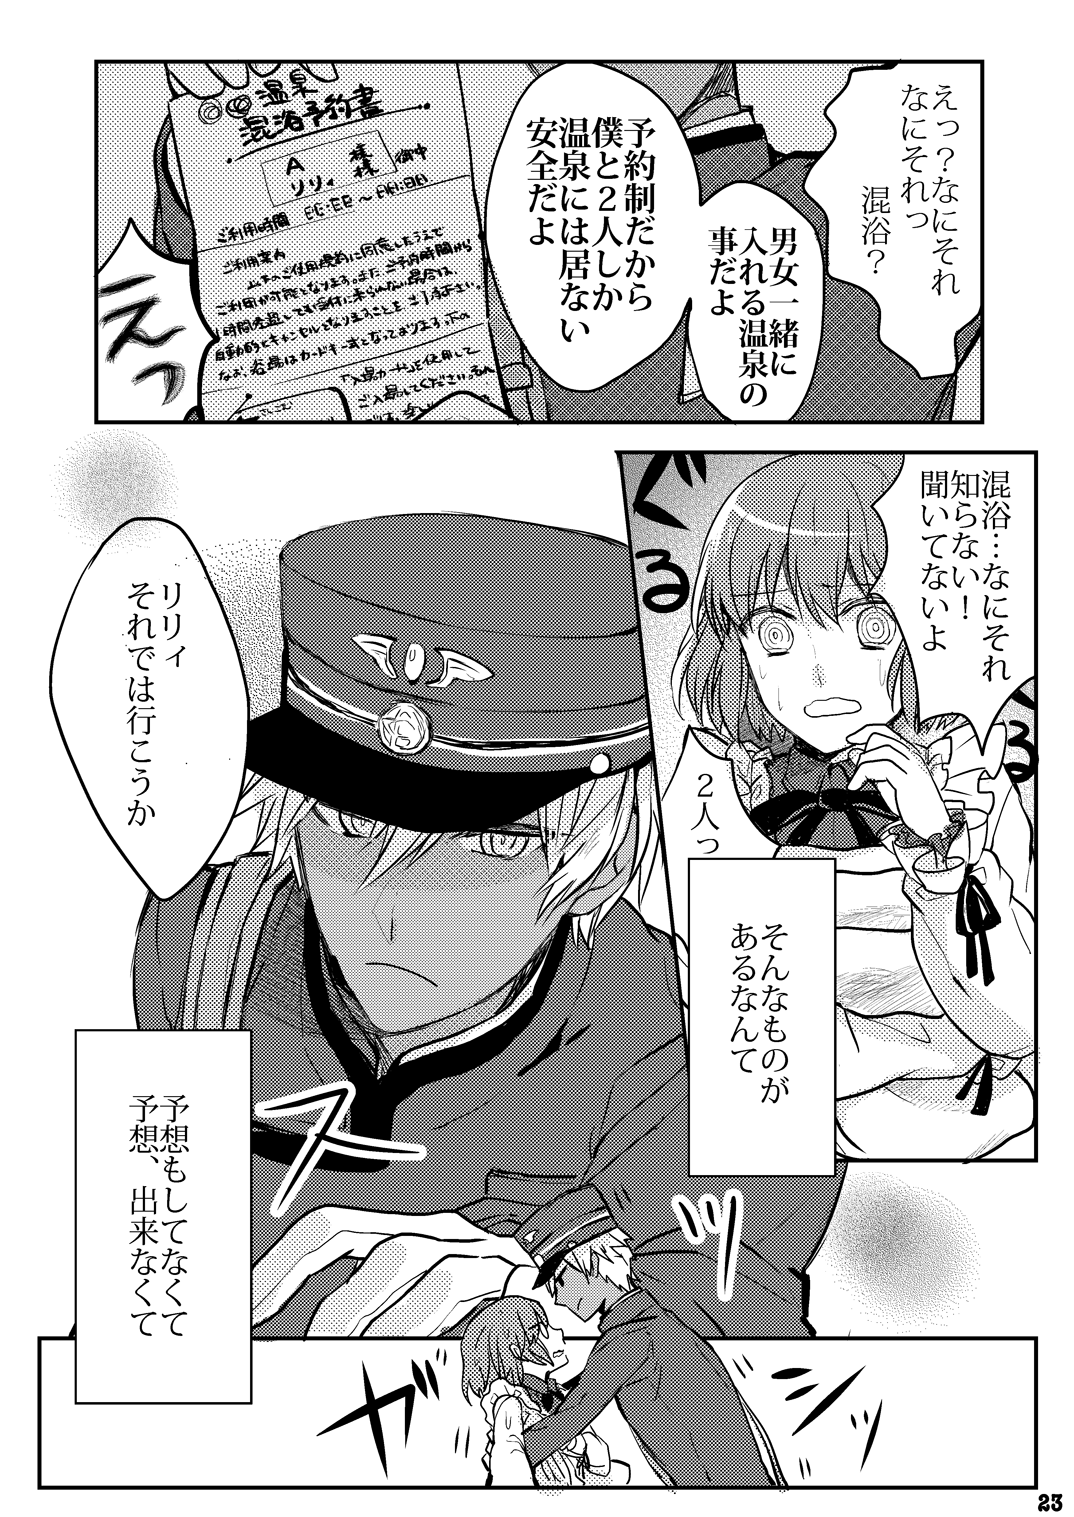 えっ？なにそれ
なにそれっ
混浴？
男女一緒に
入れる温泉の
事だよ
予約制だから
僕と２人しか
温泉には居ない
安全だよ
温泉
混浴予約書
A 様
リリィ 様
御中
ご利用時間
ご利用案内
えっ
混浴…なにそれ
知らない！
聞いてないよ
ぐる
ぐる
２人っ
そんなものが
あるなんて
リリィ
それでは行こうか
スッ
予想もしてなくて
予想、出来なくて
ガバッ
23